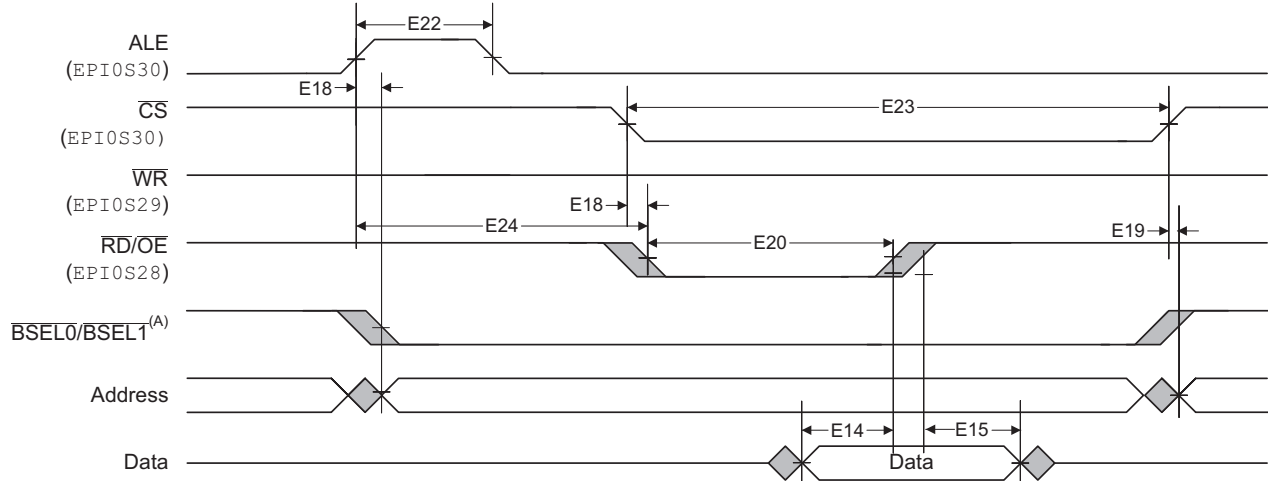 E22
ALE
(EPI0S30)
E18
CS
E23
(EPI0S30)
WR
(EPI0S29)
E18
E24
E19
RD/OE
E20
(EPI0S28)
BSEL0/BSEL1(A)
Address
E14
E15
Data
Data